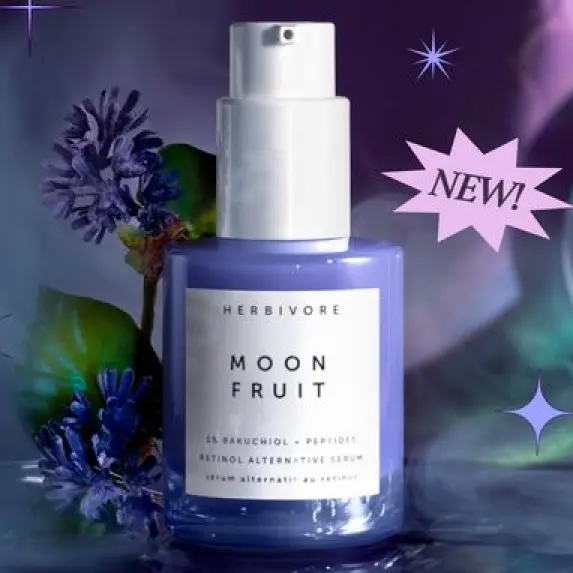 NEW!
HERBIVORE
MOON
FRUIT
1% BAKUCHIOL + PEPTIDES
RETINOL ALTERNATIVE SERUM
sérum alternatif au rétinol